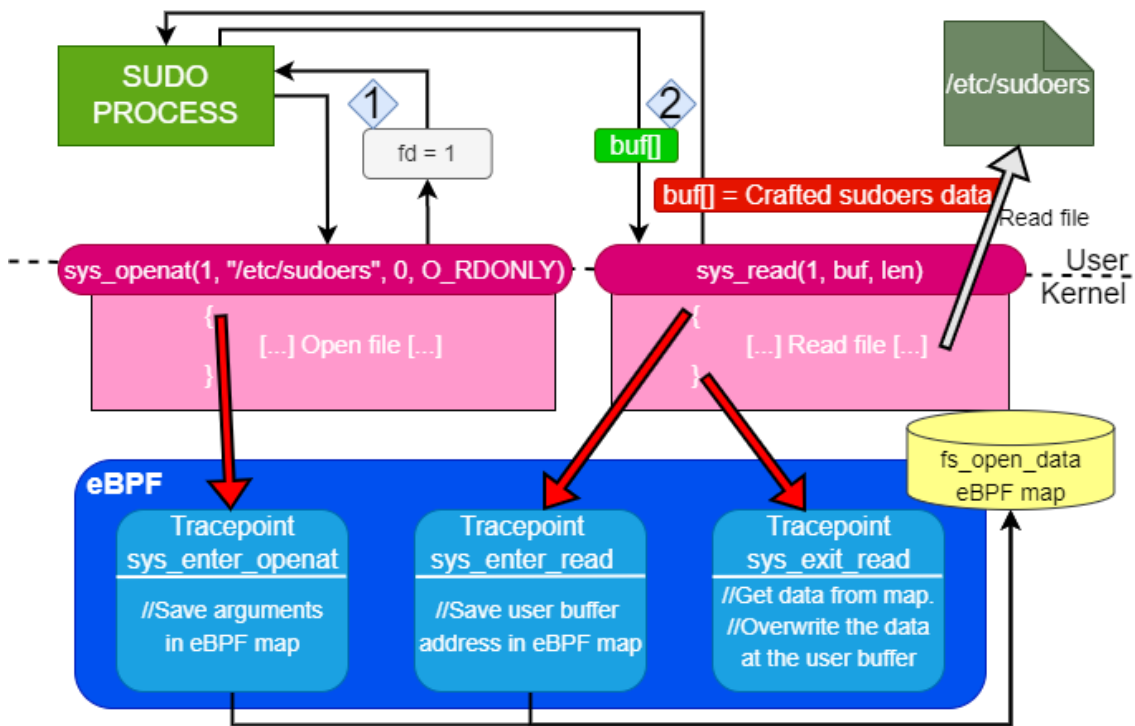 SUDO
PROCESS
1
fd = 1
2
buf[]
buf[] = Crafted sudoers data
/etc/sudoers
Read file
sys_openat(1, "/etc/sudoers", 0, O_RDONLY)
sys_read(1, buf, len)
User
Kernel
{
[...] Open file [...]
}
{
[...] Read file [...]
}
fs_open_data
eBPF map
eBPF
Tracepoint
sys_enter_openat
//Save arguments
in eBPF map
Tracepoint
sys_enter_read
//Save user buffer
address in eBPF map
Tracepoint
sys_exit_read
//Get data from map.
//Overwrite the data
at the user buffer